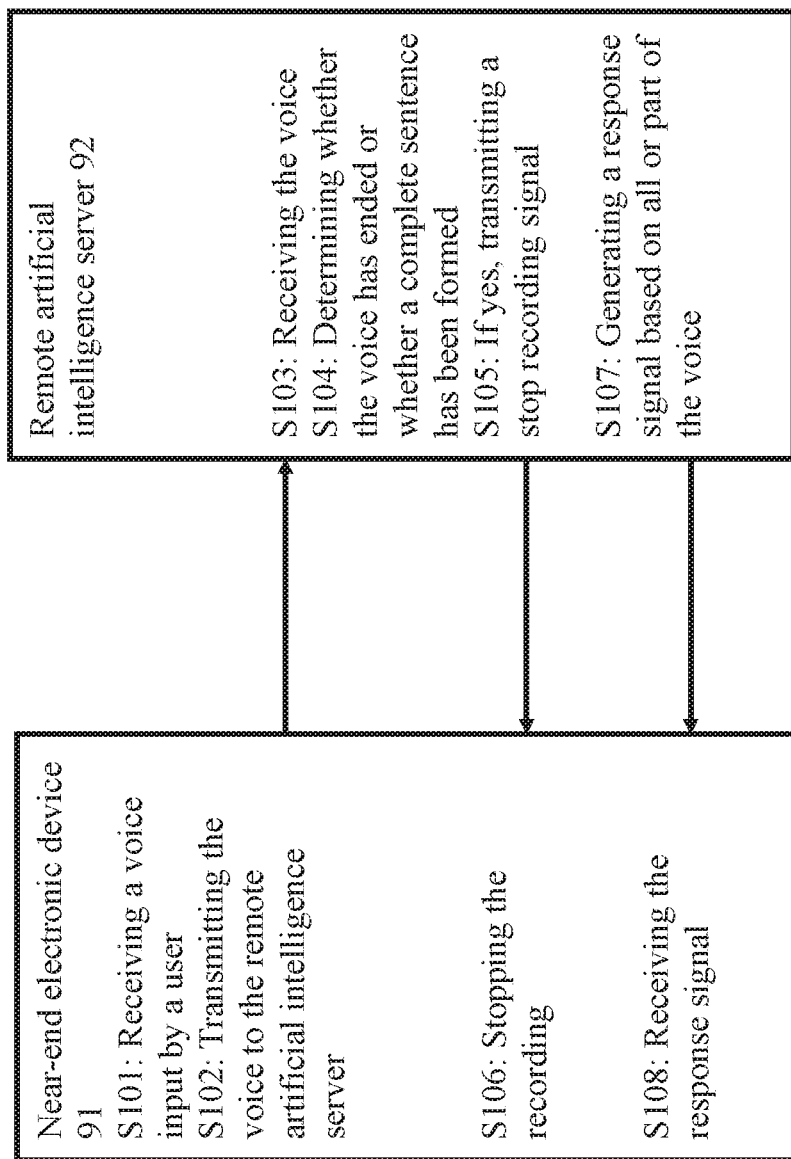 Near-end electronic device
91
S101: Receiving a voice
input by a user
S102: Transmitting the
voice to the remote
artificial intelligence
server
S106: Stopping the
recording
S108: Receiving the
response signal
Remote artificial
intelligence server 92
S103: Receiving the voice
S104: Determining whether
the voice has ended or
whether a complete sentence
has been formed
S105: If yes, transmitting a
stop recording signal
S107: Generating a response
signal based on all or part of
the voice